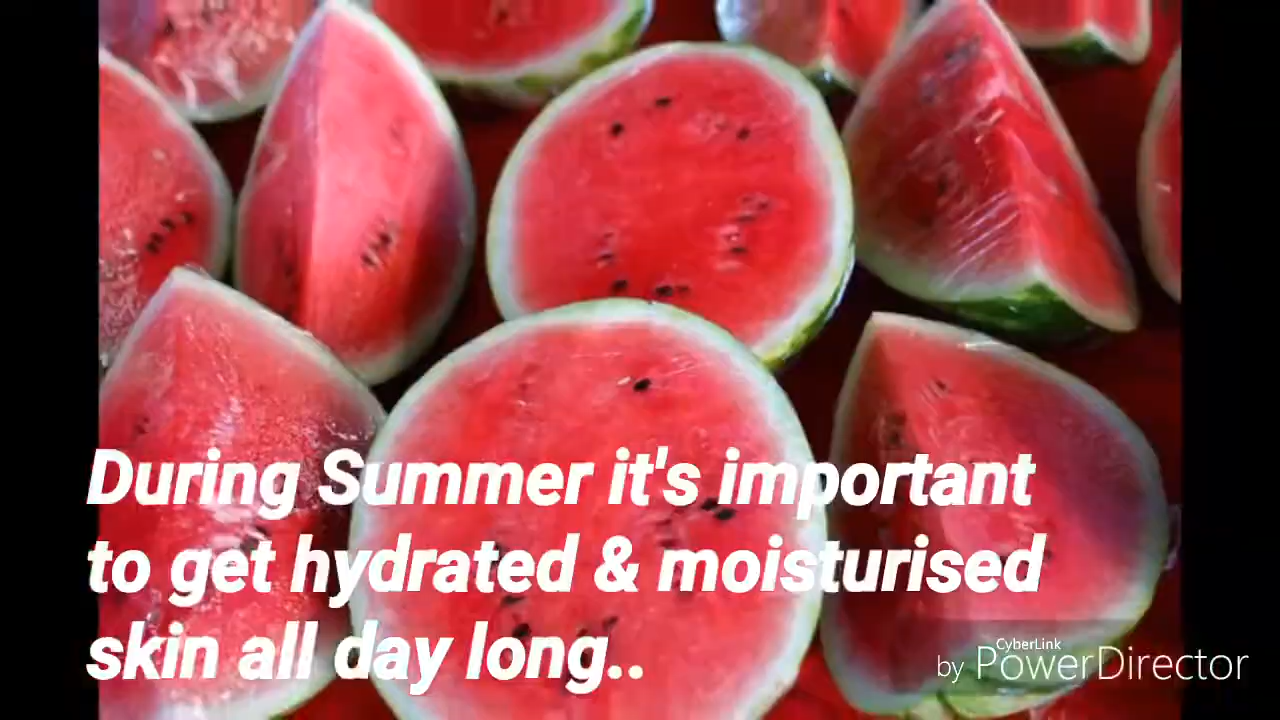 During Summer it's important
to get hydrated & moisturised
skin all day long..
CyberLink
by PowerDirector